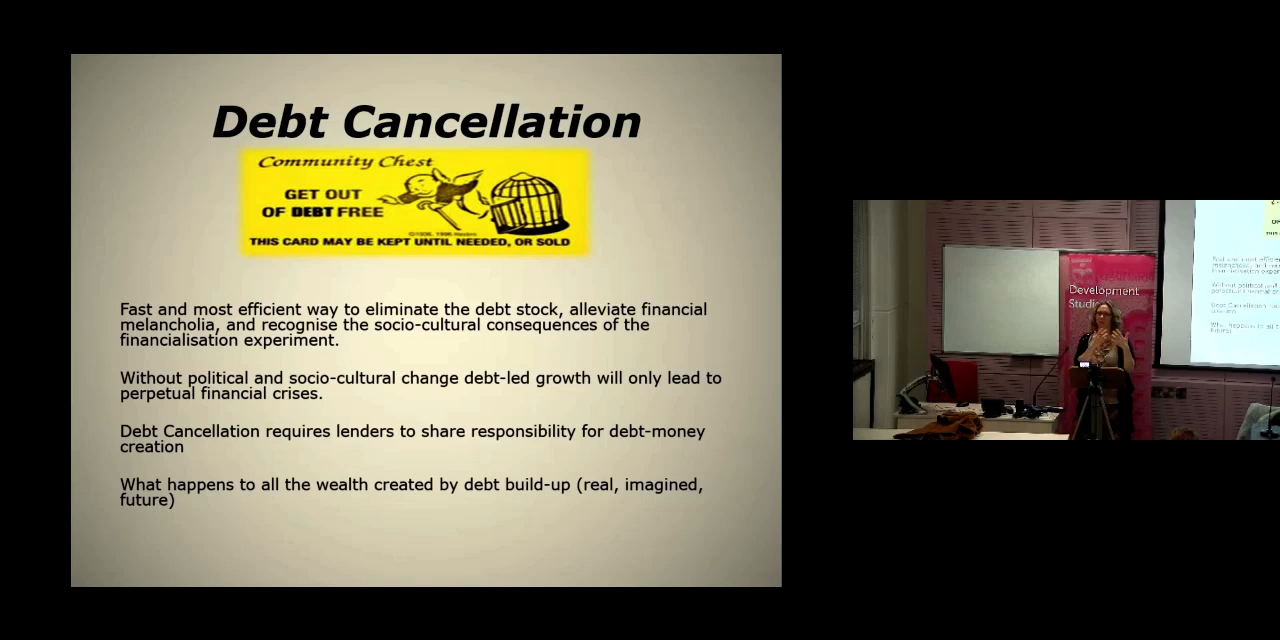 Debt Cancellation
Community Chest
GET OUT
OF DEBT FREE
THIS CARD MAY BE KEPT UNTIL NEEDED, OR SOLD
Fast and most efficient way to eliminate the debt stock, alleviate financial
melancholia, and recognise the socio-cultural consequences of the
financialisation experiment.
Without political and socio-cultural change debt-led growth will only lead to
perpetual financial crises.
Debt Cancellation requires lenders to share responsibility for debt-money
creation
What happens to all the wealth created by debt build-up (real, imagined,
future)
Development